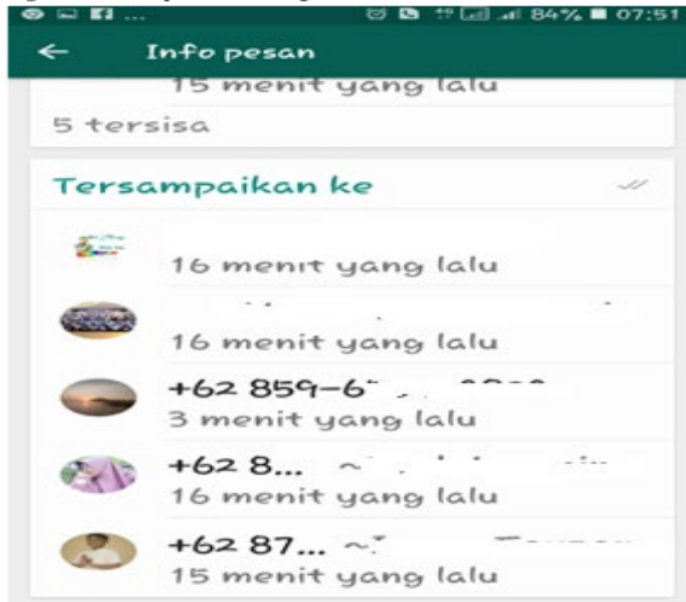 84% 07:51
Info pesan
15 menit yang lalu
5 tersisa
Tersampaikan ke
16 menit yang lalu
16 menit yang lalu
+62 859-6
3 menit yang lalu
+62 8... ~
16 menit yang lalu
+62 87... ~
15 menit yang lalu